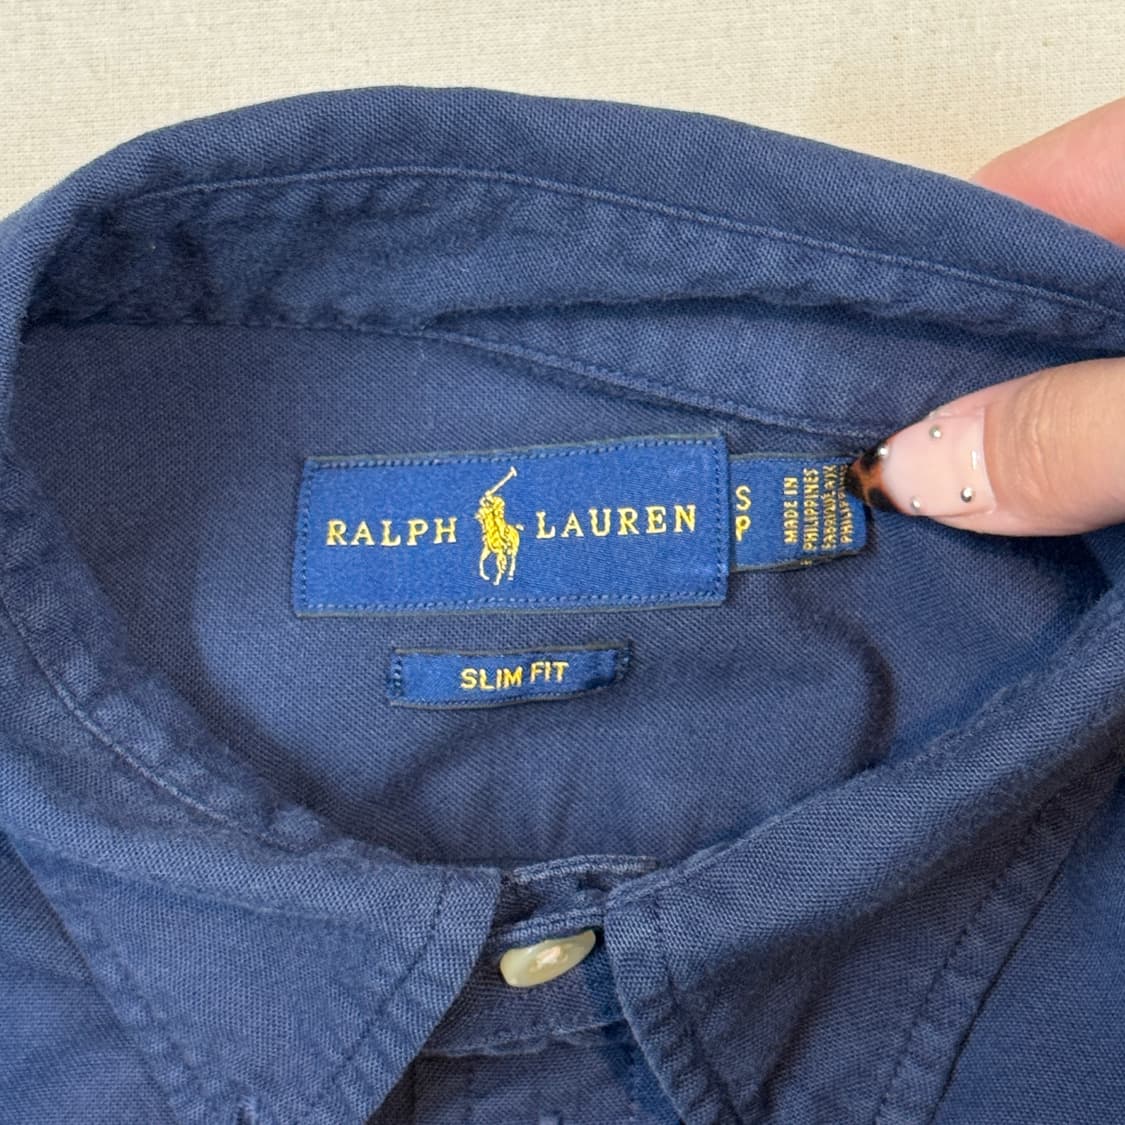 RALPH LAUREN
S
P
MADE IN
PHILIPPINES
SLIM FIT